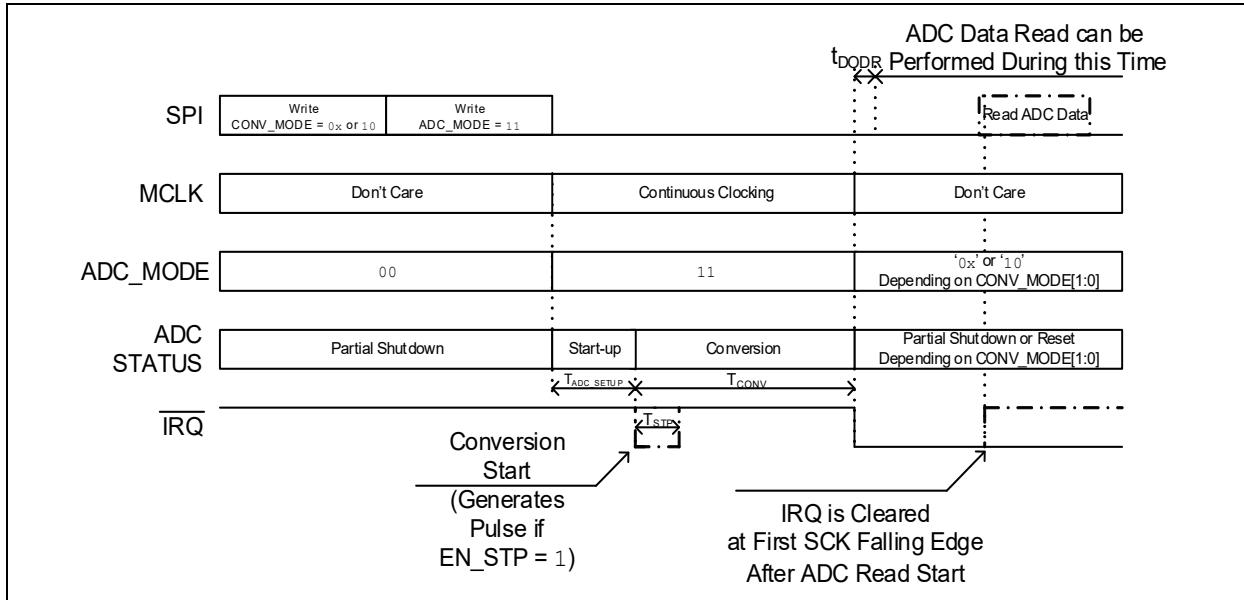 ADC Data Read can be
tDODR Performed During this Time
SPI
Write
CONV_MODE = 0x or 10
Write
ADC_MODE = 11
Read ADC Data
MCLK
Don't Care
Continuous Clocking
Don't Care
ADC_MODE
00
11
'0x' or '10'
Depending on CONV_MODE[1:0]
ADC
STATUS
Partial Shutdown
Start-up
Conversion
Partial Shutdown or Reset
Depending on CONV_MODE[1:0]
TADC_SETUP
TCONV
IRQ
TSTP
Conversion
Start
(Generates
Pulse if
EN_STP = 1)
IRQ is Cleared
at First SCK Falling Edge
After ADC Read Start